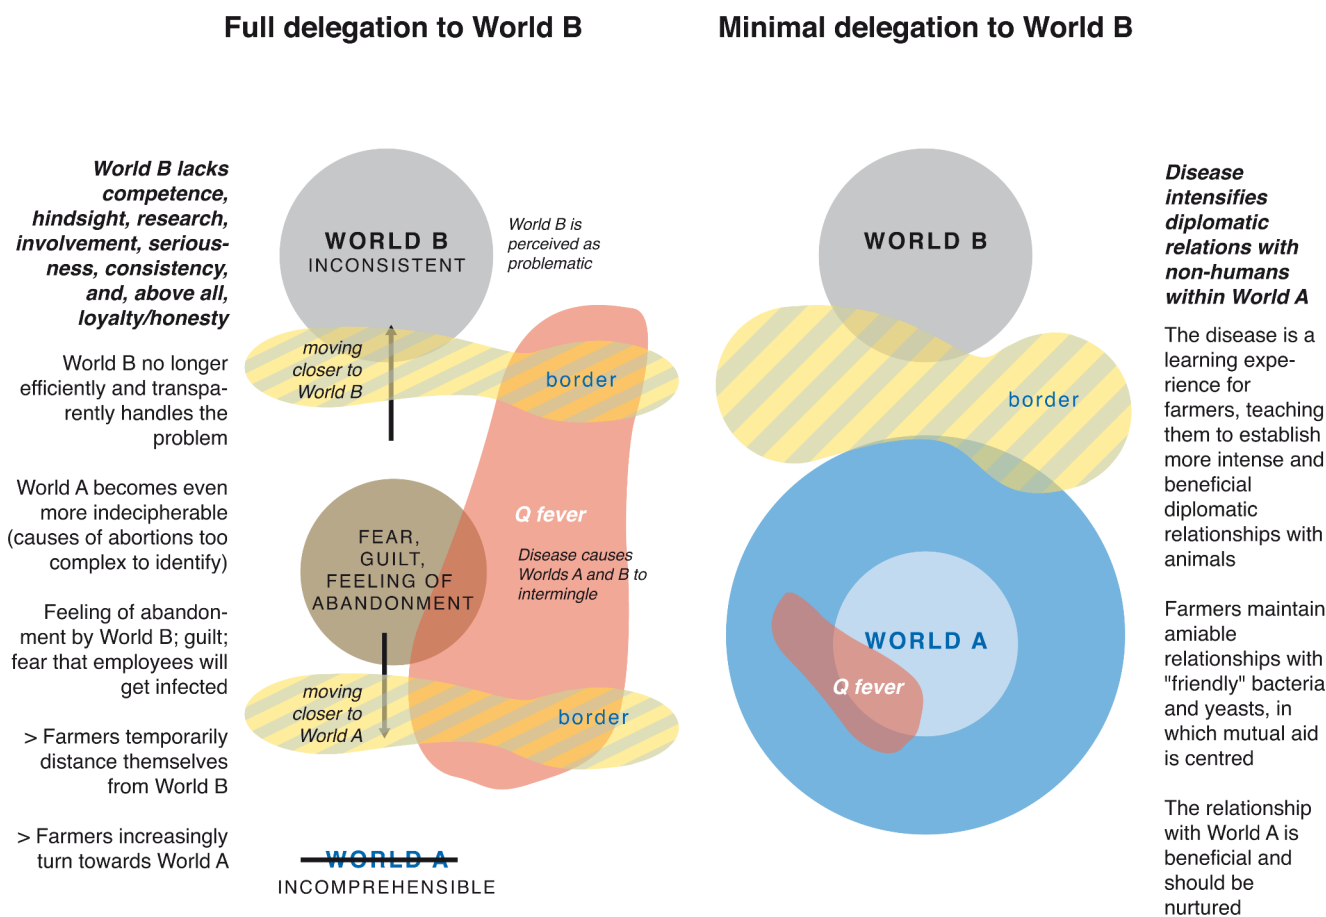 Full delegation to World B
World B lacks
competence,
hindsight, research,
involvement, serious-
ness, consistency,
and, above all,
loyalty/honesty
World B no longer
efficiently and transpa-
rently handles the
problem
World A becomes even
more indecipherable
(causes of abortions too
complex to identify)
Feeling of abandon-
ment by World B; guilt;
fear that employees will
get infected
> Farmers temporarily
distance themselves
from World B
> Farmers increasingly
turn towards World A
WORLD B
INCONSISTENT
World B is
perceived as
problematic
moving
closer to
World B
border
FEAR,
GUILT,
FEELING OF
ABANDONMENT
Q fever
Disease causes
Worlds A and B to
intermingle
moving
closer to
World A
border
WORLD A
INCOMPREHENSIBLE
Minimal delegation to World B
WORLD B
border
WORLD A
Q fever
Disease
intensifies
diplomatic
relations with
non-humans
within World A
The disease is a
learning expe-
rience for
farmers, teaching
them to establish
more intense and
beneficial
diplomatic
relationships with
animals
Farmers maintain
amiable
relationships with
"friendly" bacteria
and yeasts, in
which mutual aid
is centred
The relationship
with World A is
beneficial and
should be
nurtured